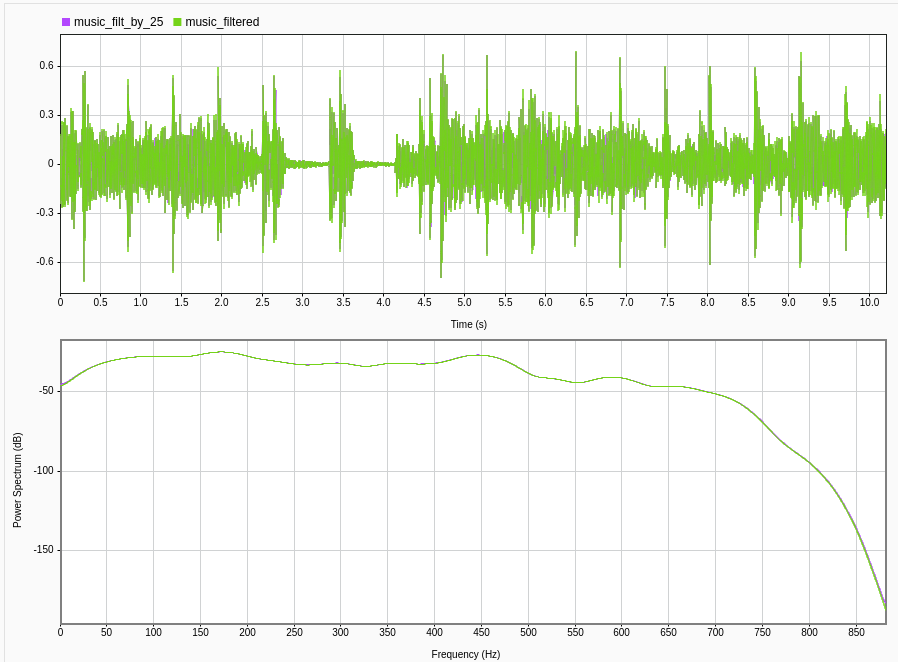 music_filt_by_25 music_filtered
0.6
0.3
0
-0.3
-0.6
0 0.5 1.0 1.5 2.0 2.5 3.0 3.5 4.0 4.5 5.0 5.5 6.0 6.5 7.0 7.5 8.0 8.5 9.0 9.5 10.0
Time (s)
Power Spectrum (dB)
-50
-100
-150
0 50 100 150 200 250 300 350 400 450 500 550 600 650 700 750 800 850
Frequency (Hz)